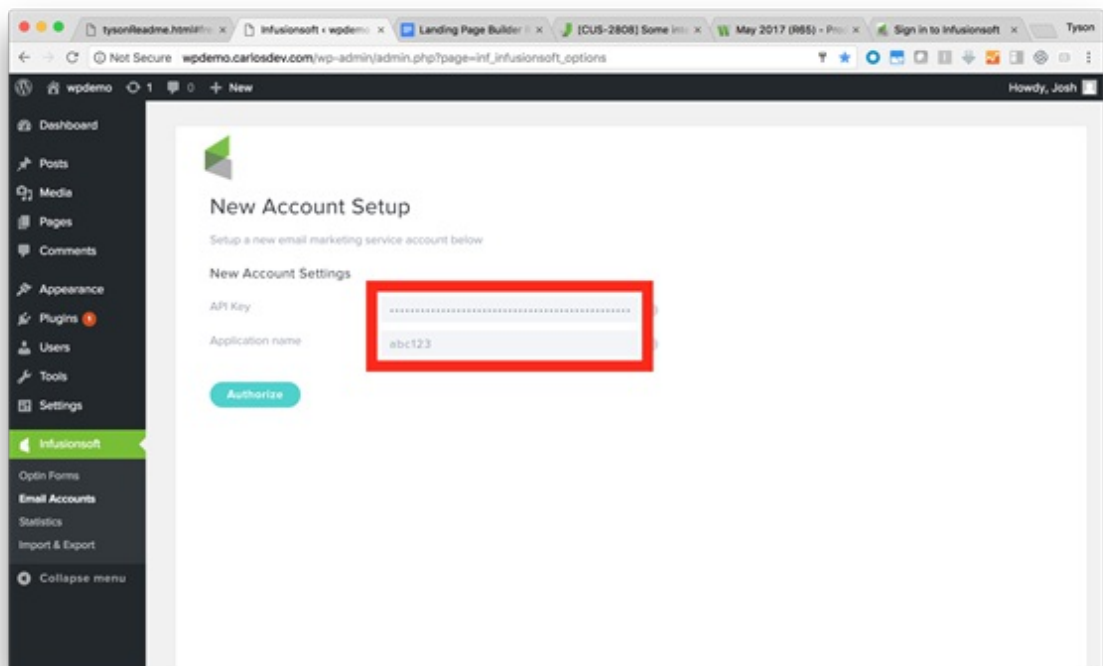 tysonReadme.html#
Infusionsoft ‹ wpdemo
Landing Page Builder
[CUS-2808] Some
May 2017 (R65) -
Sign in to Infusionsoft
Tyson
Not Secure wpdemo.carlosdev.com/wp-admin/admin.php?page=inf_infusionsoft_options
wpdemo 1 0 + New
Howdy, Josh
Dashboard
Posts
Media
Pages
Comments
Appearance
Plugins 1
Users
Tools
Settings
Infusionsoft
Optin Forms
Email Accounts
Statistics
Import & Export
Collapse menu
New Account Setup
Setup a new email marketing service account below
New Account Settings
API Key
Application name
abc123
Authorize